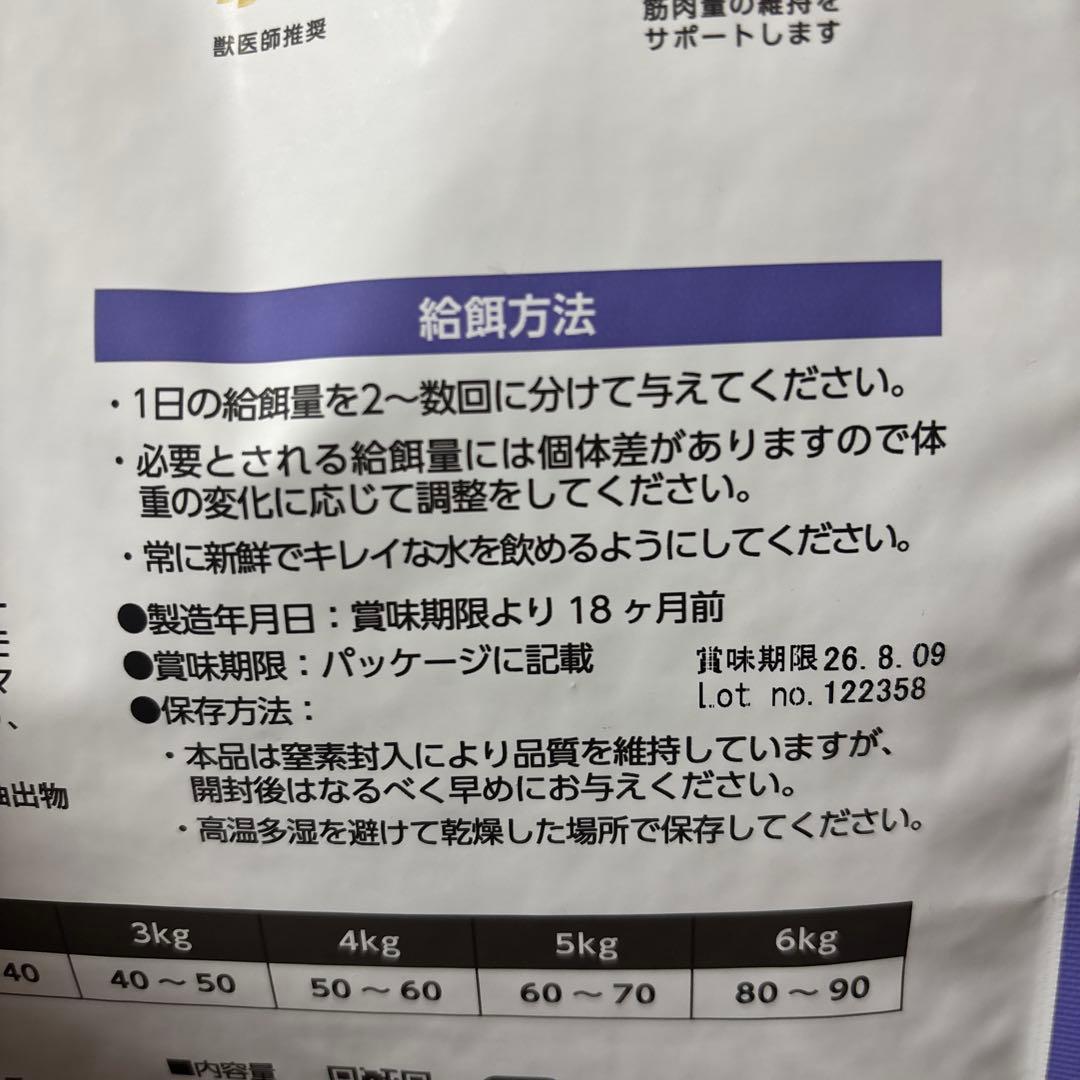 獣医師推奨
筋肉量の維持を
サポートします
給餌方法
・1日の給餌量を2〜数回に分けて与えてください。
・必要とされる給餌量には個体差がありますので体
重の変化に応じて調整をしてください。
・常に新鮮でキレイな水を飲めるようにしてください。
●製造年月日：賞味期限より 18 ヶ月前
●賞味期限：パッケージに記載
賞味期限26.8.09
Lot no.122358
●保存方法：
・本品は窒素封入により品質を維持していますが、
開封後はなるべく早めにお与えください。
・高温多湿を避けて乾燥した場所で保存してください。
出物
3kg 4kg 5kg 6kg
40 40〜50 50〜60 60〜70 80〜90
■内容量